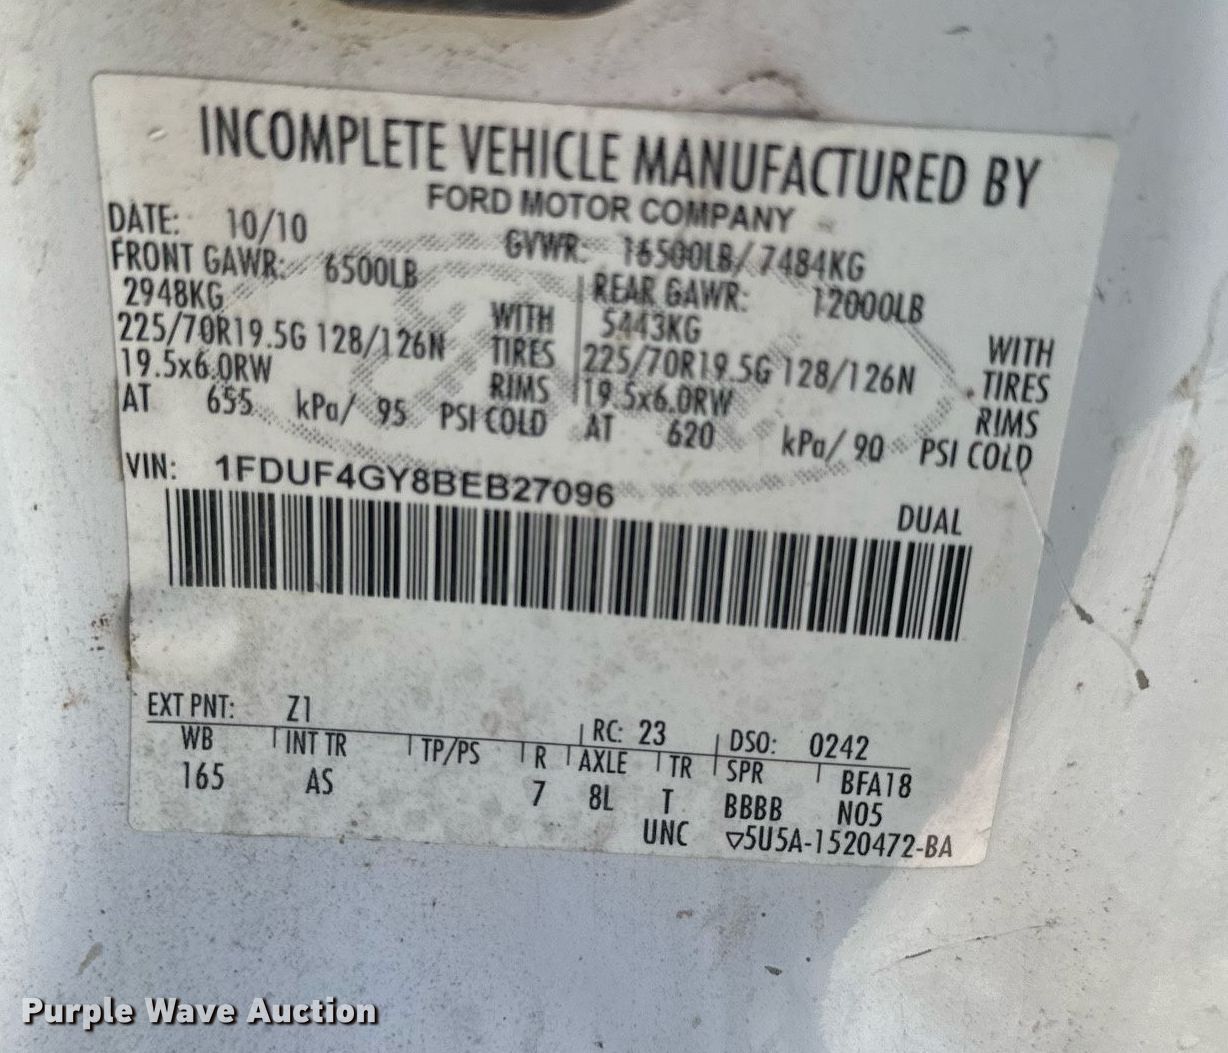 INCOMPLETE VEHICLE MANUFACTURED BY
FORD MOTOR COMPANY
DATE: 10/10 GVWR: 16500LB/ 7484KG
FRONT GAWR: 6500LB REAR GAWR: 12000LB
2948KG WITH 5443KG WITH
225/70R19.5G 128/126N TIRES 225/70R19.5G 128/126N TIRES
19.5x6.0RW RIMS 19.5x6.0RW RIMS
AT 655 kPa/ 95 PSI COLD AT 620 kPa/ 90 PSI COLD
VIN: 1FDUF4GY8BEB27096
DUAL
EXT PNT: Z1 RC: 23 DSO: 0242
WB INT TR TP/PS R AXLE TR SPR BFA18
165 AS 7 8L T BBBB N05
UNC ▽5U5A-1520472-BA
Purple Wave Auction